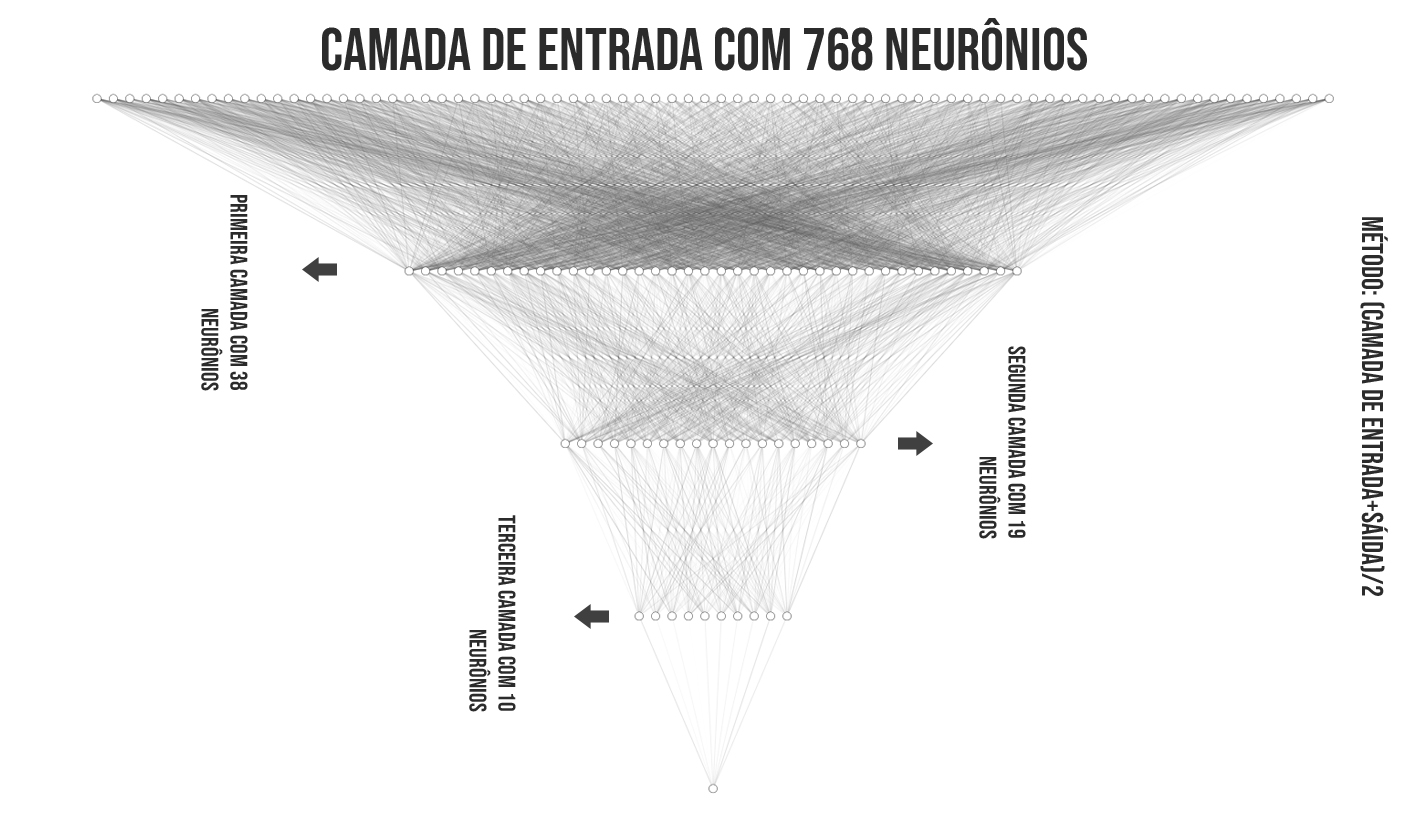 MÉTODO: (CAMADA DE ENTRADA+SÁIDA)/2
CAMADA DE ENTRADA COM 768 NEURÔNIOS
SEGUNDA CAMADA COM 19
NEURÔNIOS
TERCEIRA CAMADA COM 10
NEURÔNIOS
PRIMEIRA CAMADA COM 38
NEURÔNIOS